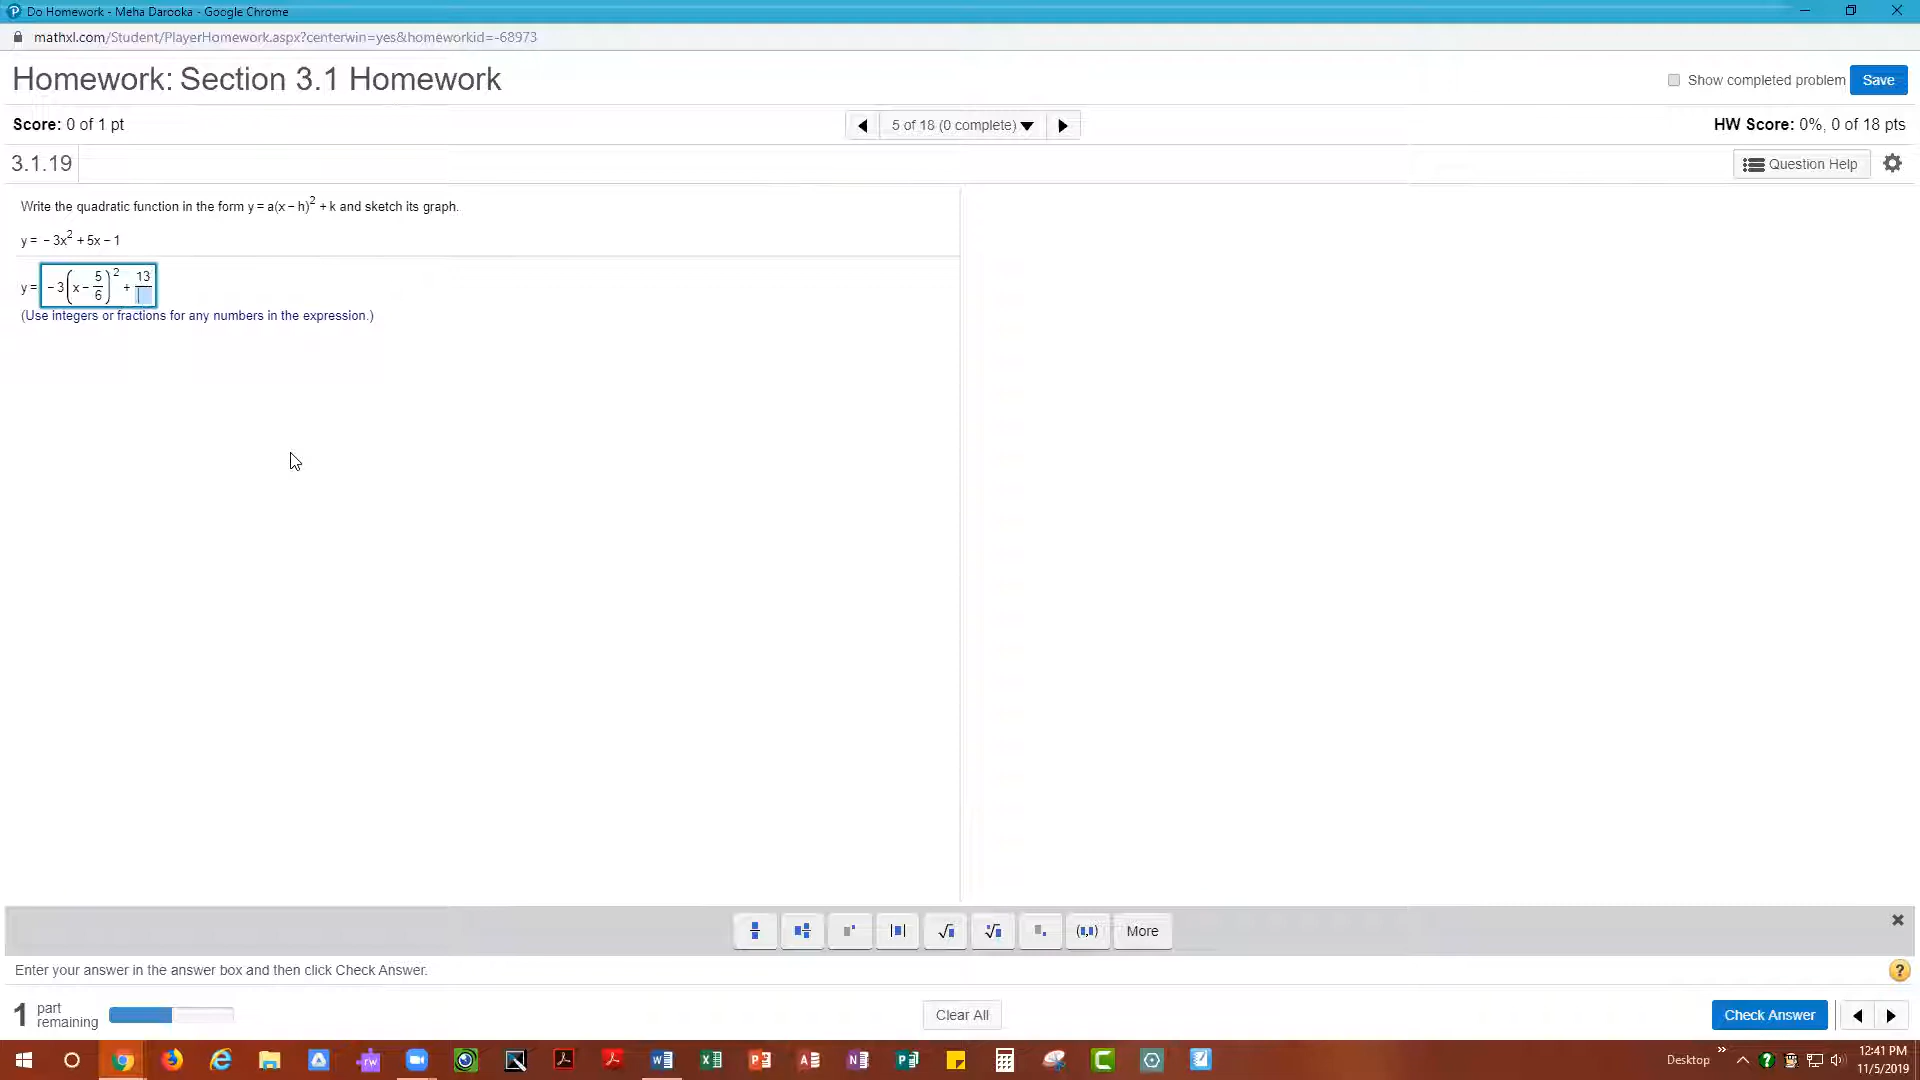 Do Homework - Meha Darooka - Google Chrome
mathxl.com/Student/PlayerHomework.aspx?centerwin=yes&homeworkid=-68973
Homework: Section 3.1 Homework
Show completed problem Save
Score: 0 of 1 pt
5 of 18 (0 complete)
HW Score: 0%, 0 of 18 pts
3.1.19
Question Help
Write the quadratic function in the form y = a(x − h)² + k and sketch its graph.
y = − 3x² + 5x − 1
y = − 3(x − 5/6)² + 13/
(Use integers or fractions for any numbers in the expression.)
More
Enter your answer in the answer box and then click Check Answer.
?
1 part remaining
Clear All
Check Answer
Desktop
12:41 PM
11/5/2019